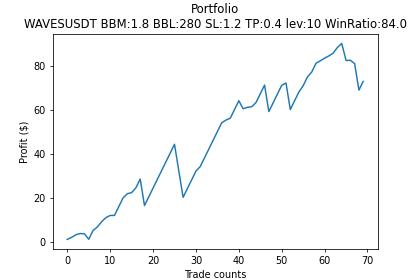 Portfolio
WAVESUSDT BBM:1.8 BBL:280 SL:1.2 TP:0.4 lev:10 WinRatio:84.0
80
60
40
20
0
Profit ($)
0 10 20 30 40 50 60 70
Trade counts